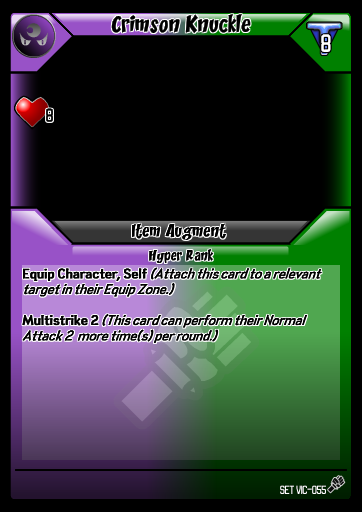 Crimson Knuckle
8
8
Item Augment
Hyper Rank
Equip Character, Self (Attach this card to a relevant
target in their Equip Zone.)
Multistrike 2 (This card can perform their Normal
Attack 2 more time(s) per round.)
SET VIC-055